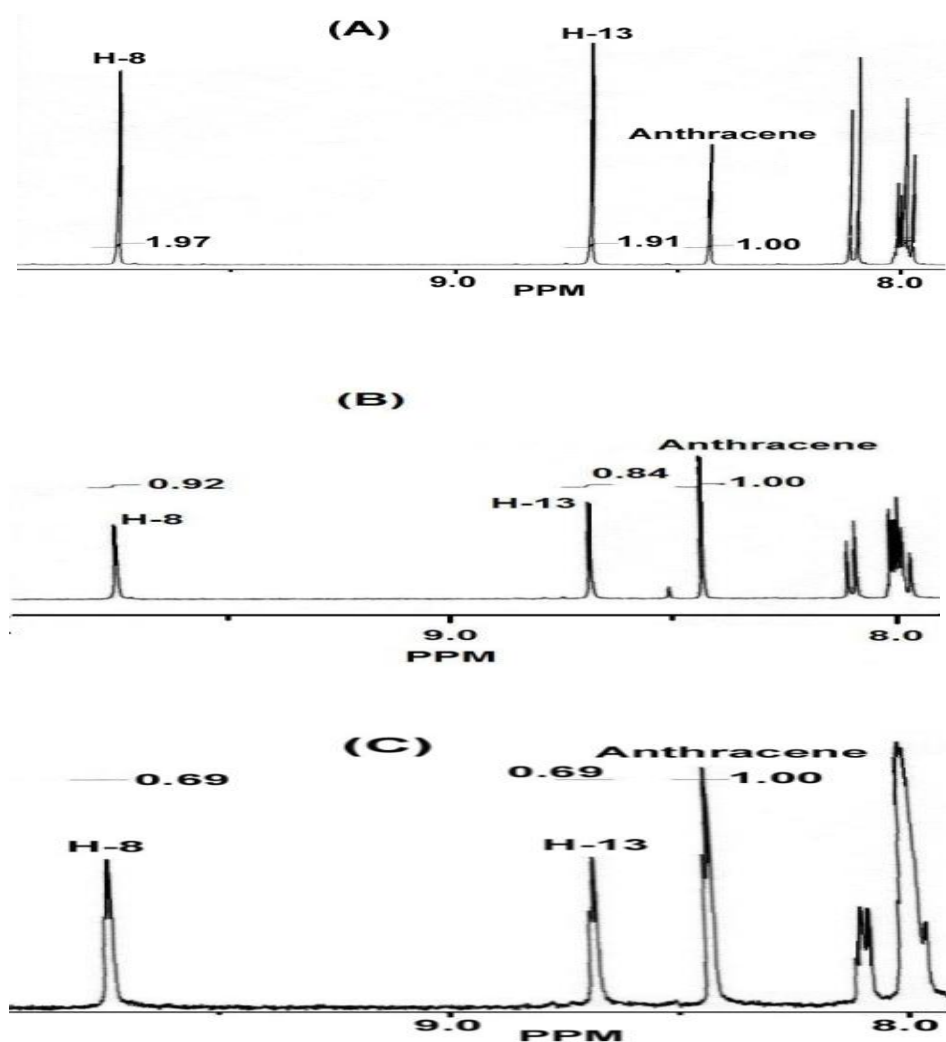 (A)
H-8
H-13
Anthracene
1.97
1.91
1.00
9.0
8.0
PPM
(B)
Anthracene
0.92
0.84
1.00
H-8
H-13
9.0
8.0
PPM
(C)
Anthracene
0.69
0.69
1.00
H-8
H-13
9.0
8.0
PPM